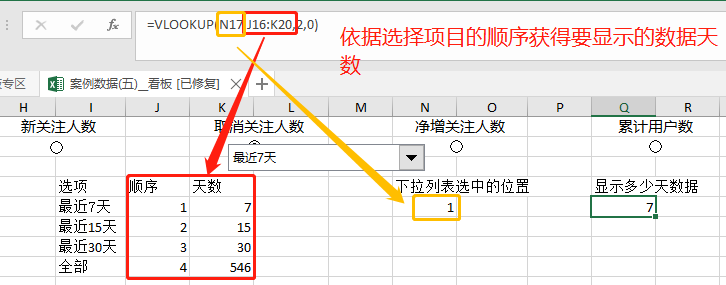 =VLOOKUP(N17,J16:K20,2,0)
依据选择项目的顺序获得要显示的数据天
数
专区
案例数据(五)__看板 [已修复]
H I J K L M N O P Q R
新关注人数 取消关注人数 净增关注人数 累计用户数
最近7天
选项 顺序 天数 下拉列表选中的位置 显示多少天数据
最近7天 1 7 1 7
最近15天 2 15
最近30天 3 30
全部 4 546